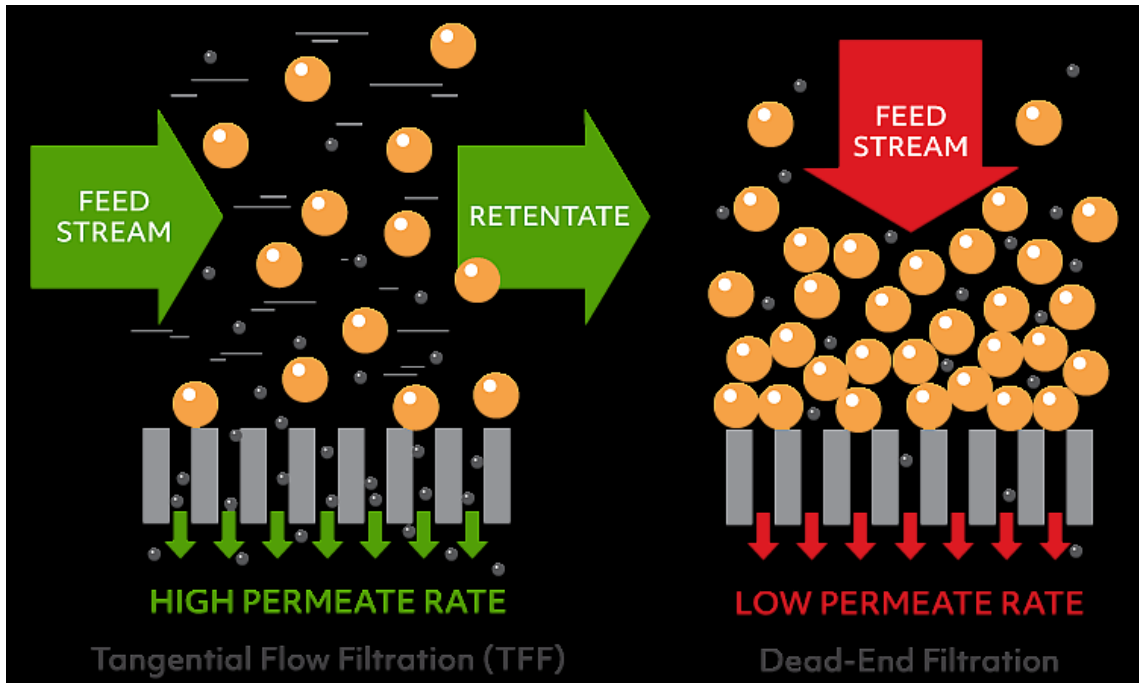 FEED
STREAM
RETENTATE
HIGH PERMEATE RATE
Tangential Flow Filtration (TFF)
FEED
STREAM
LOW PERMEATE RATE
Dead-End Filtration